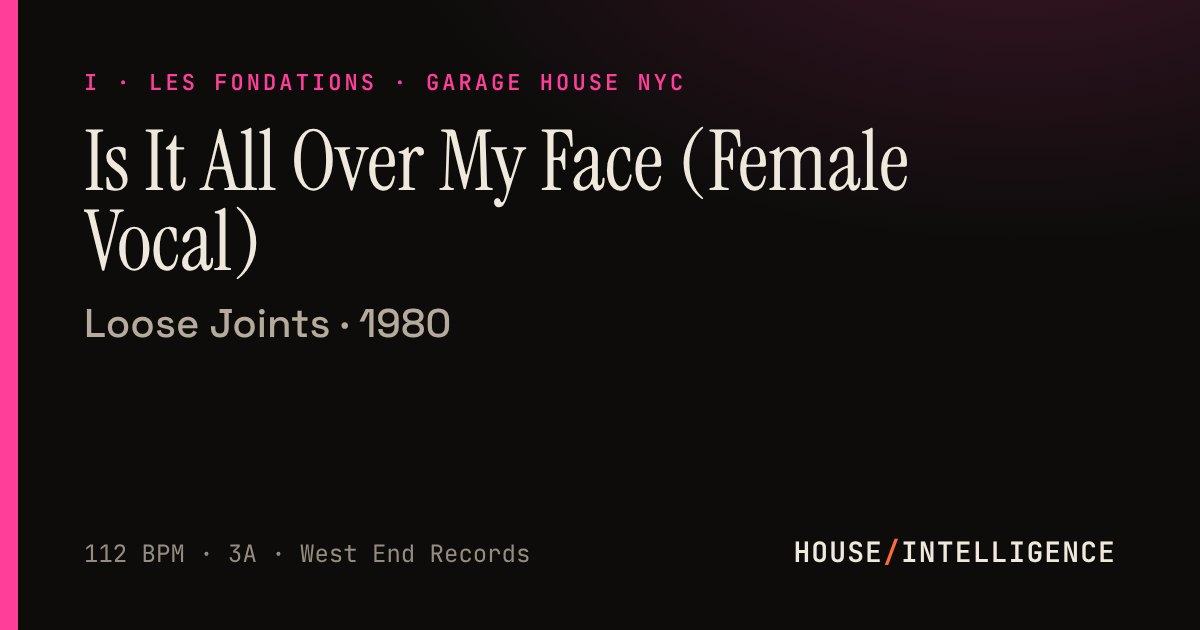 I · LES FONDATIONS · GARAGE HOUSE NYC
Is It All Over My Face (Female
Vocal)
Loose Joints · 1980
112 BPM · 3A · West End Records
HOUSE/INTELLIGENCE